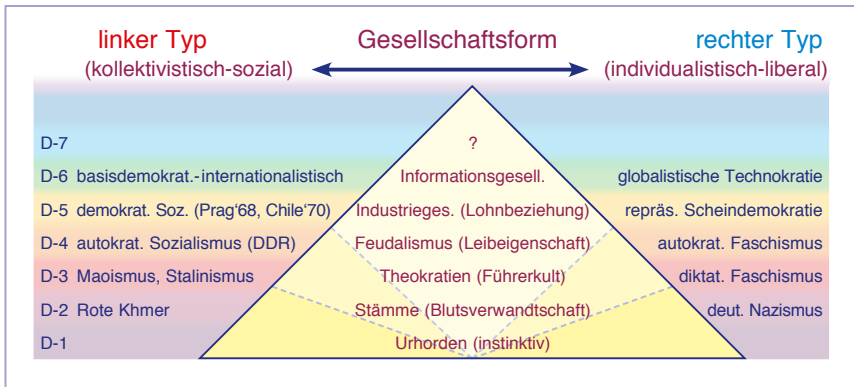 linker Typ Gesellschaftsform rechter Typ
(kollektivistisch-sozial) (individualistisch-liberal)
D-7 ?
D-6 basisdemokrat.-internationalistisch Informationsgesell. globalistische Technokratie
D-5 demokrat. Soz. (Prag‘68, Chile‘70) Industrieges. (Lohnbeziehung) repräs. Scheindemokratie
D-4 autokrat. Sozialismus (DDR) Feudalismus (Leibeigenschaft) autokrat. Faschismus
D-3 Maoismus, Stalinismus Theokratien (Führerkult) diktat. Faschismus
D-2 Rote Khmer Stämme (Blutsverwandtschaft) deut. Nazismus
D-1 Urhorden (instinktiv)